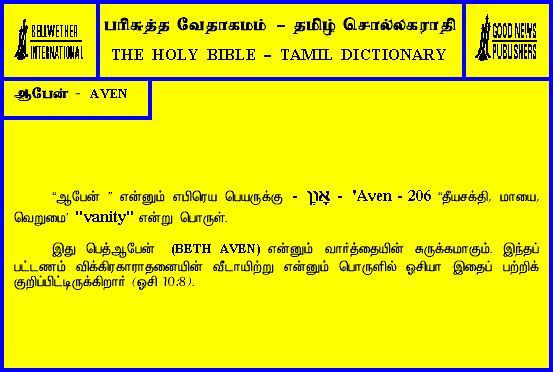 BELLWETHER
INTERNATIONAL
பரிசுத்த வேதாகமம் – தமிழ் சொல்லகராதி
THE HOLY BIBLE – TAMIL DICTIONARY
GOOD NEWS
PUBLISHERS
ஆபேன் - AVEN
“ஆபேன் ” என்னும் எபிரெய பெயருக்கு - אָוֶן - 'Aven - 206 “தீயசக்தி, மாயை,
வெறுமை’ "vanity" என்று பொருள்.
இது பெத்ஆபேன் (BETH AVEN) என்னும் வார்த்தையின் சுருக்கமாகும். இந்தப்
பட்டணம் விக்கிரகாராதனையின் வீடாயிற்று என்னும் பொருளில் ஓசியா இதைப் பற்றிக்
குறிப்பிட்டிருக்கிறார் (ஓசி 10:8).